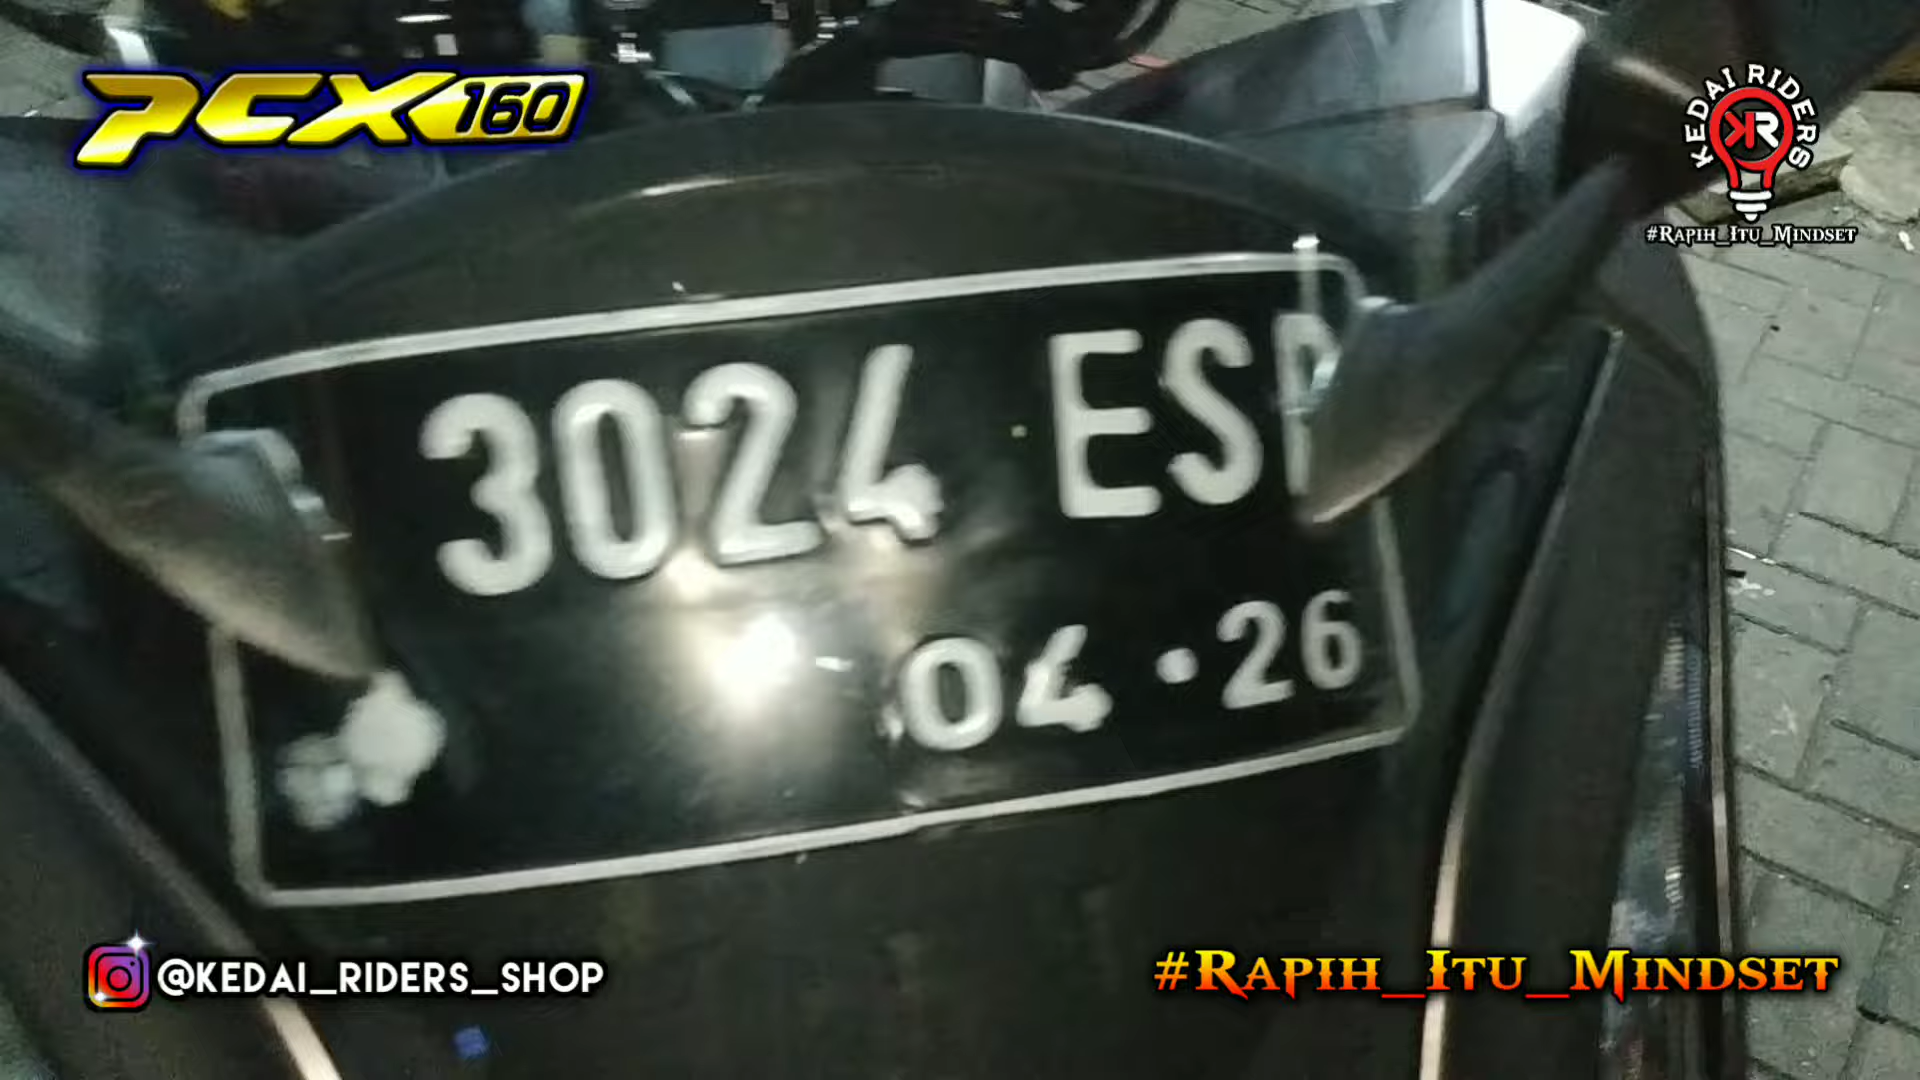 PCX160
KEDAI RIDERS
KR
#RAPIH_ITU_MINDSET
3024 ES
04 • 26
@KEDAI_RIDERS_SHOP
#RAPIH_ITU_MINDSET